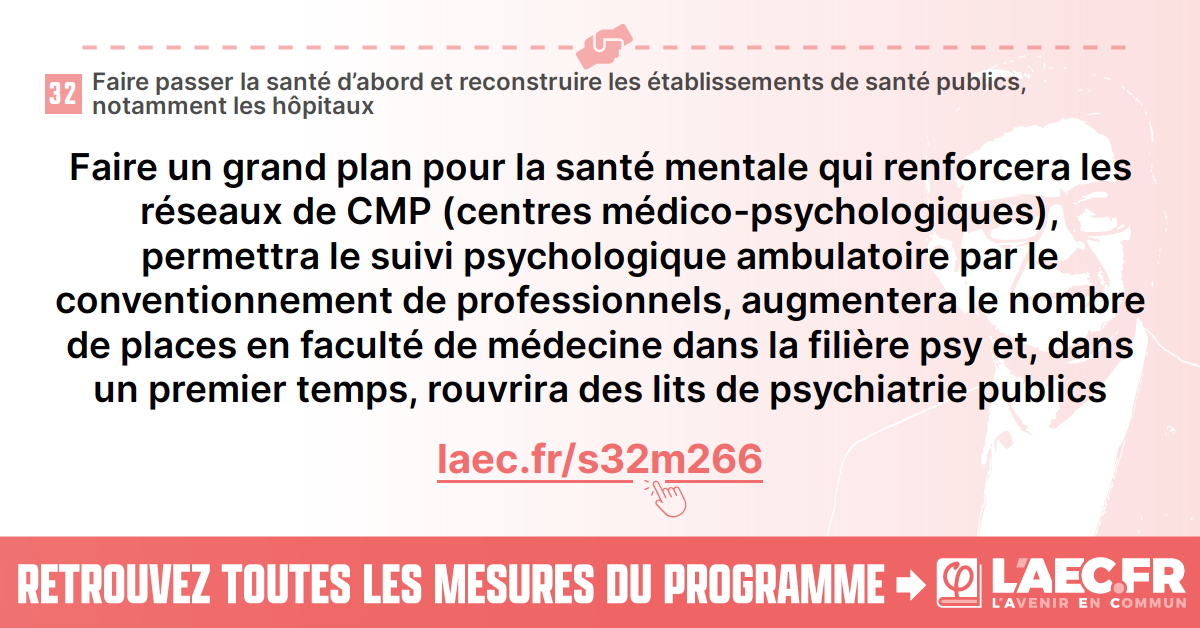 32
Faire passer la santé d’abord et reconstruire les établissements de santé publics,
notamment les hôpitaux
Faire un grand plan pour la santé mentale qui renforcera les
réseaux de CMP (centres médico-psychologiques),
permettra le suivi psychologique ambulatoire par le
conventionnement de professionnels, augmentera le nombre
de places en faculté de médecine dans la filière psy et, dans
un premier temps, rouvrira des lits de psychiatrie publics
laec.fr/s32m266
RETROUVEZ TOUTES LES MESURES DU PROGRAMME
L'AEC.FR
L'AVENIR EN COMMUN